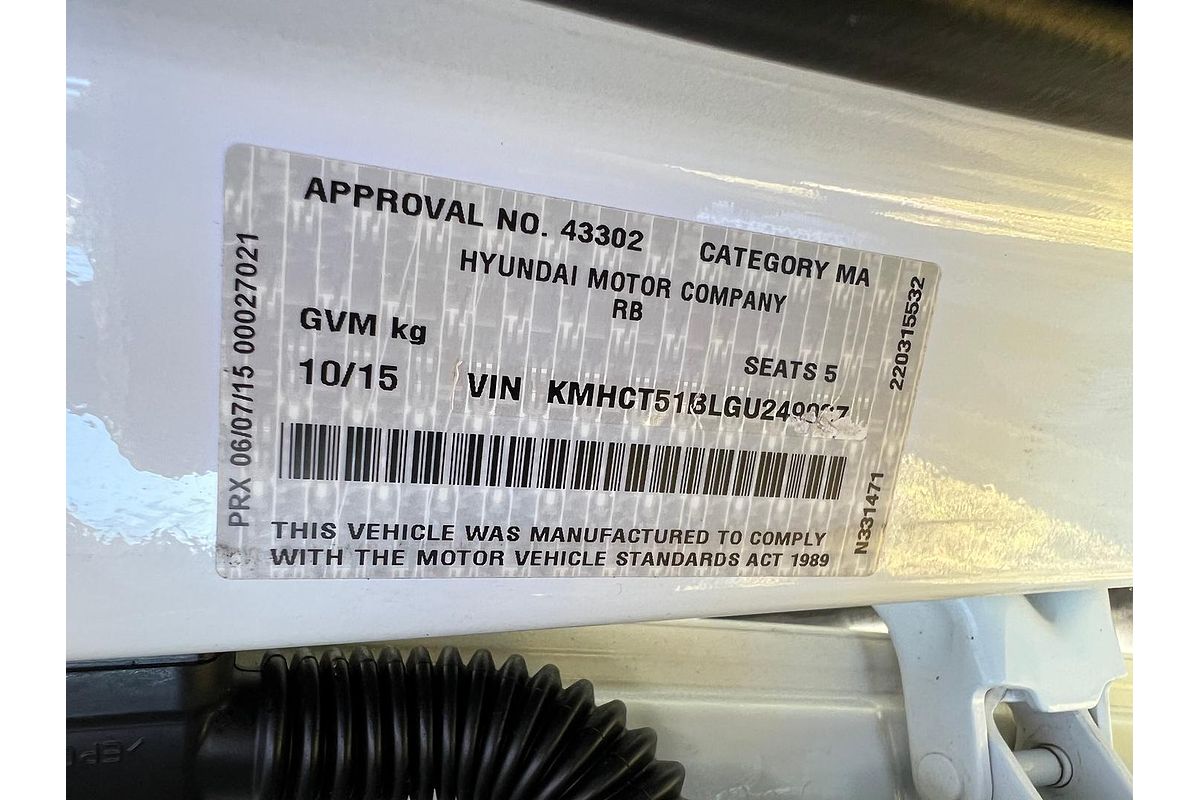 APPROVAL NO. 43302
CATEGORY MA
HYUNDAI MOTOR COMPANY
RB
GVM kg
SEATS 5
10/15
VIN
THIS VEHICLE WAS MANUFACTURED TO COMPLY
WITH THE MOTOR VEHICLE STANDARDS ACT 1989
PRX 06/07/15 00027021
220315532
N331471